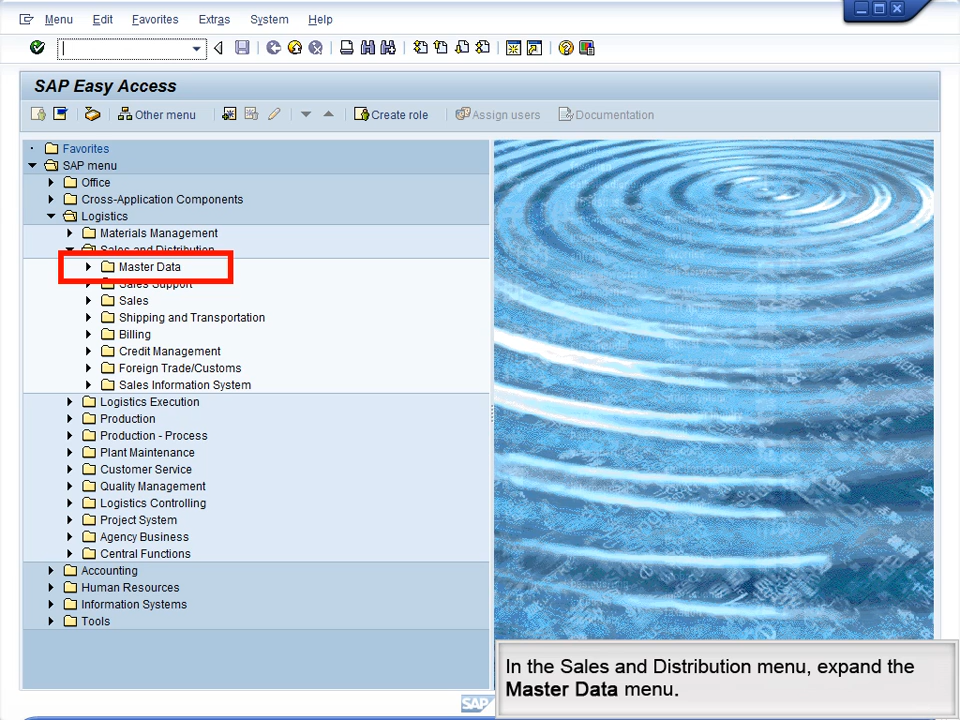 Menu Edit Favorites Extras System Help
SAP Easy Access
Other menu Create role Assign users Documentation
Favorites
SAP menu
Office
Cross-Application Components
Logistics
Materials Management
Sales and Distribution
Master Data
Sales Support
Sales
Shipping and Transportation
Billing
Credit Management
Foreign Trade/Customs
Sales Information System
Logistics Execution
Production
Production - Process
Plant Maintenance
Customer Service
Quality Management
Logistics Controlling
Project System
Agency Business
Central Functions
Accounting
Human Resources
Information Systems
Tools
In the Sales and Distribution menu, expand the
Master Data menu.
SAP